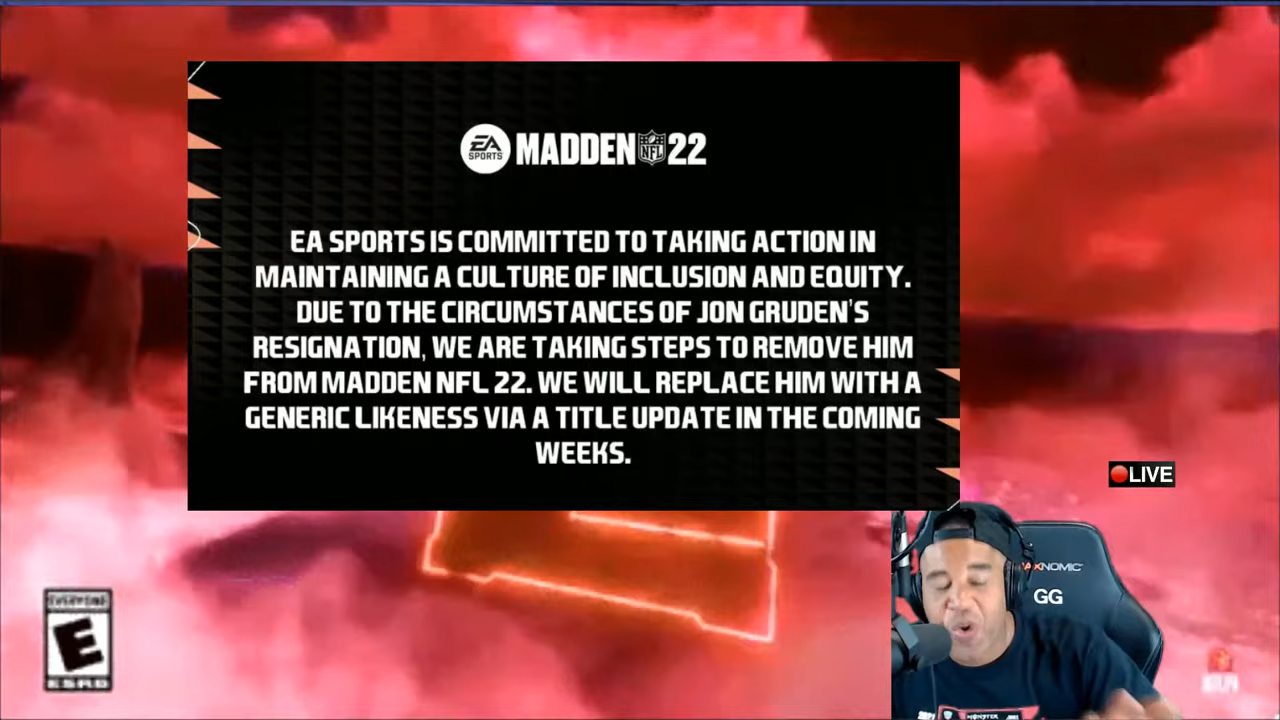 EA
SPORTS
MADDEN NFL 22
EA SPORTS IS COMMITTED TO TAKING ACTION IN
MAINTAINING A CULTURE OF INCLUSION AND EQUITY.
DUE TO THE CIRCUMSTANCES OF JON GRUDEN'S
RESIGNATION, WE ARE TAKING STEPS TO REMOVE HIM
FROM MADDEN NFL 22. WE WILL REPLACE HIM WITH A
GENERIC LIKENESS VIA A TITLE UPDATE IN THE COMING
WEEKS.
LIVE
GG
EVERYONE
E
ESRB
MONSTER